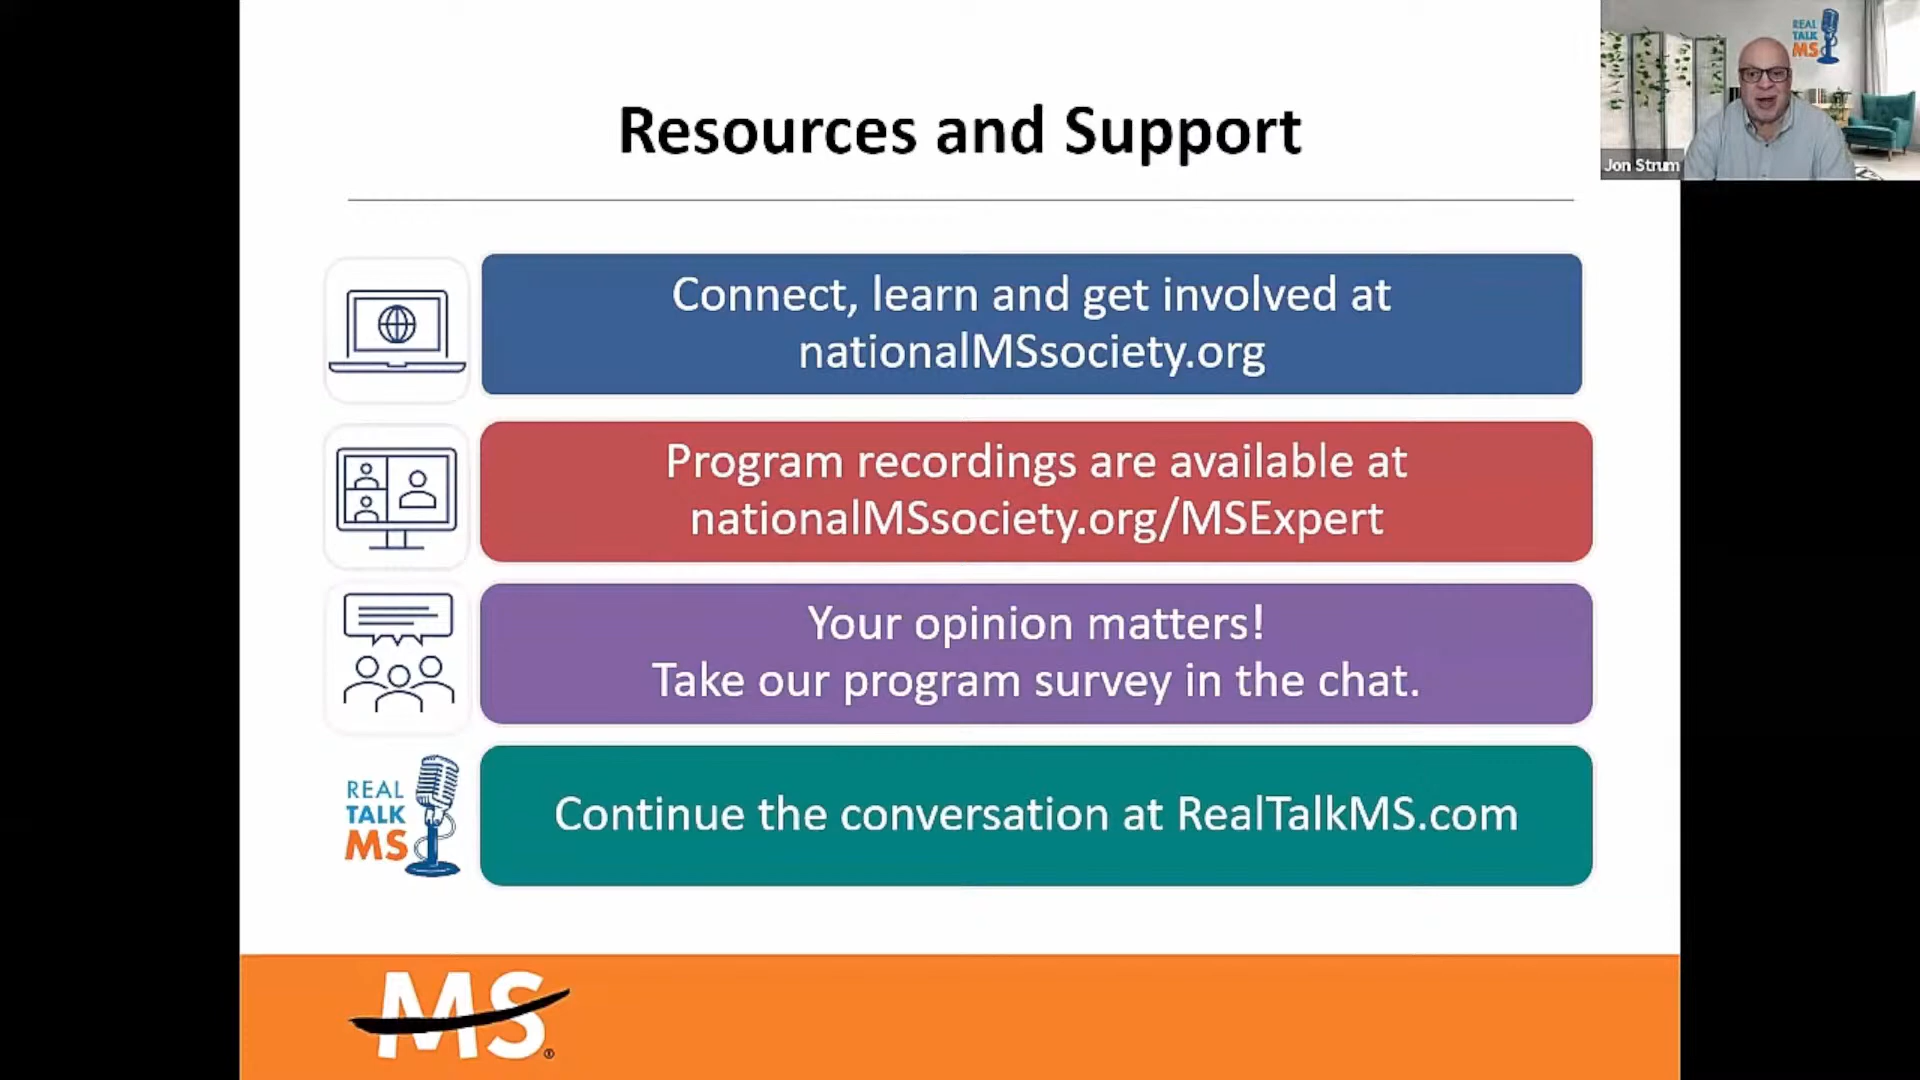 Resources and Support
REAL
TALK
MS
Jon Strum
Connect, learn and get involved at
nationalMSsociety.org
Program recordings are available at
nationalMSsociety.org/MSExpert
Your opinion matters!
Take our program survey in the chat.
REAL
TALK
MS
Continue the conversation at RealTalkMS.com
MS®